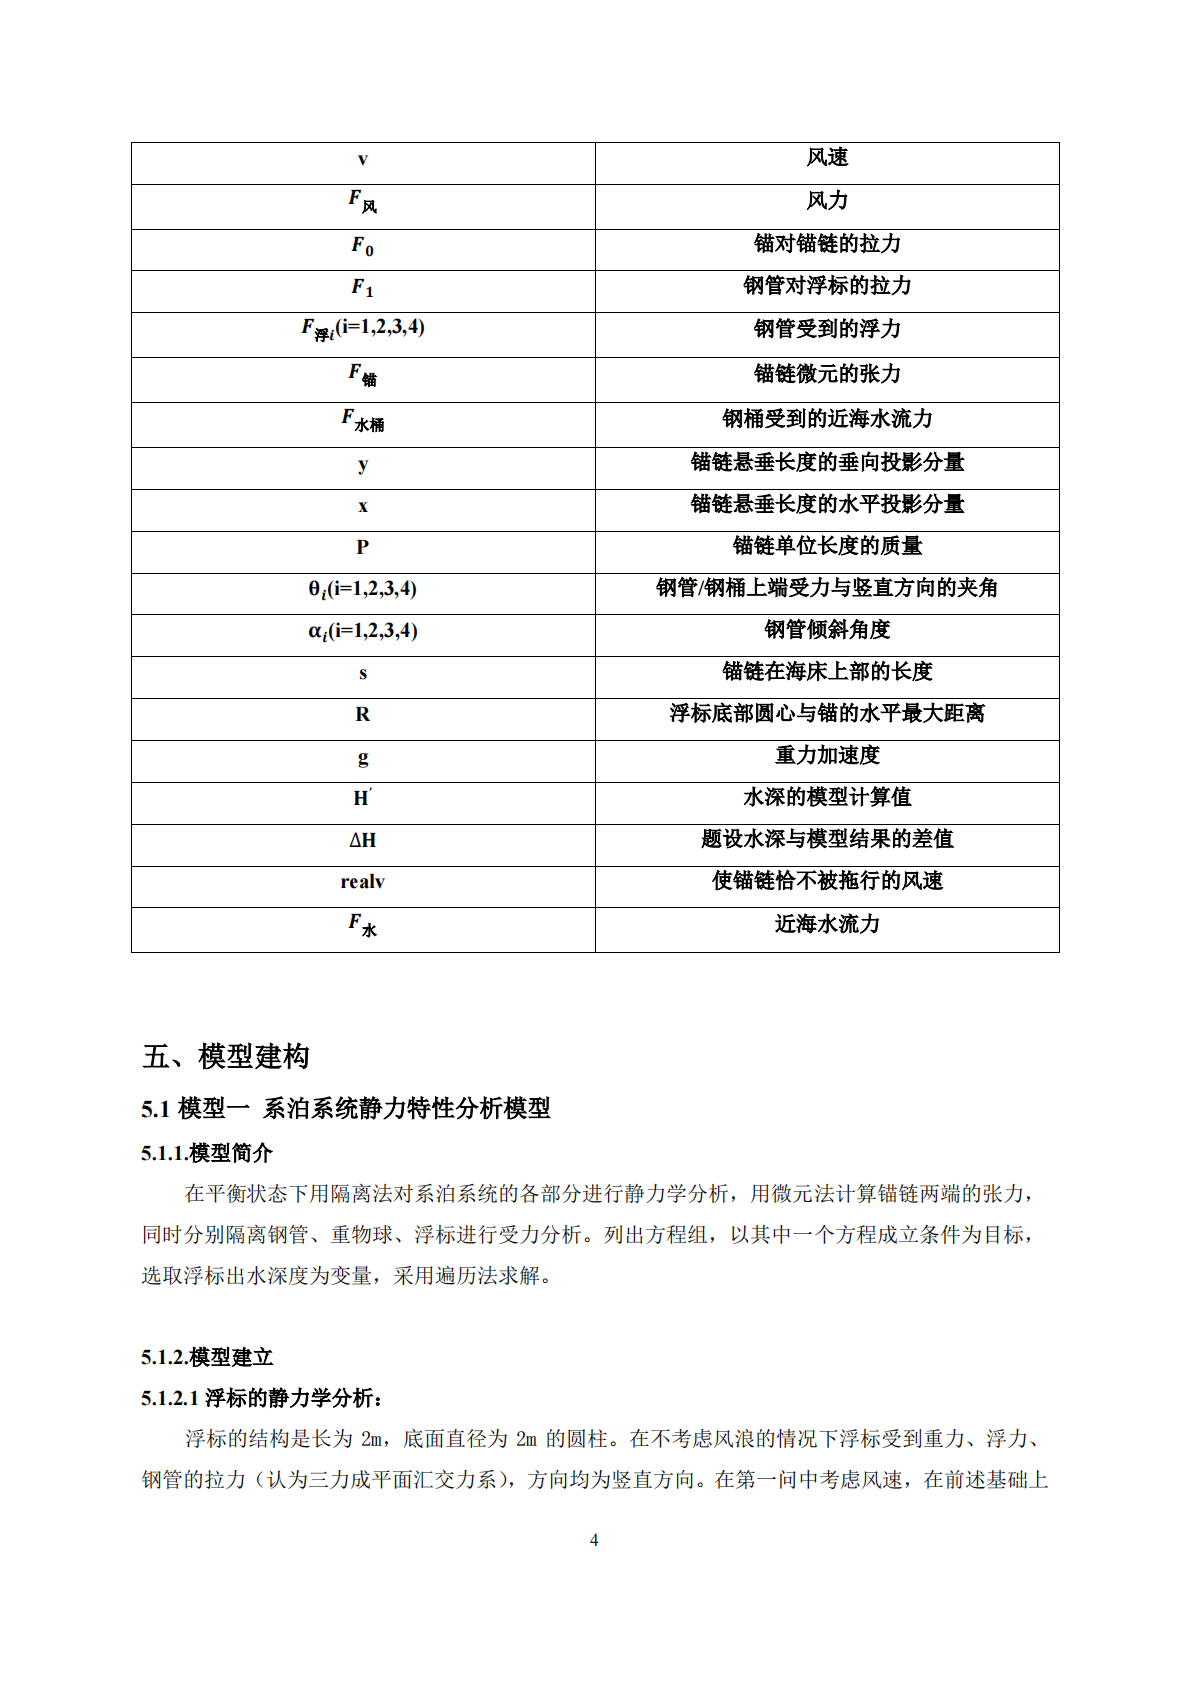 v 风速
F风 风力
F0 锚对锚链的拉力
F1 钢管对浮标的拉力
F浮i(i=1,2,3,4) 钢管受到的浮力
F锚 锚链微元的张力
F水桶 钢桶受到的近海水流力
y 锚链悬垂长度的垂向投影分量
x 锚链悬垂长度的水平投影分量
P 锚链单位长度的质量
θi(i=1,2,3,4) 钢管/钢桶上端受力与竖直方向的夹角
αi(i=1,2,3,4) 钢管倾斜角度
s 锚链在海床上部的长度
R 浮标底部圆心与锚的水平最大距离
g 重力加速度
H′ 水深的模型计算值
ΔH 题设水深与模型结果的差值
realv 使锚链恰不被拖行的风速
F水 近海水流力
五、模型建构
5.1 模型一 系泊系统静力特性分析模型
5.1.1.模型简介
在平衡状态下用隔离法对系泊系统的各部分进行静力学分析，用微元法计算锚链两端的张力，
同时分别隔离钢管、重物球、浮标进行受力分析。列出方程组，以其中一个方程成立条件为目标，
选取浮标出水深度为变量，采用遍历法求解。
5.1.2.模型建立
5.1.2.1 浮标的静力学分析：
浮标的结构是长为 2m，底面直径为 2m 的圆柱。在不考虑风浪的情况下浮标受到重力、浮力、
钢管的拉力（认为三力成平面汇交力系），方向均为竖直方向。在第一问中考虑风速，在前述基础上
4